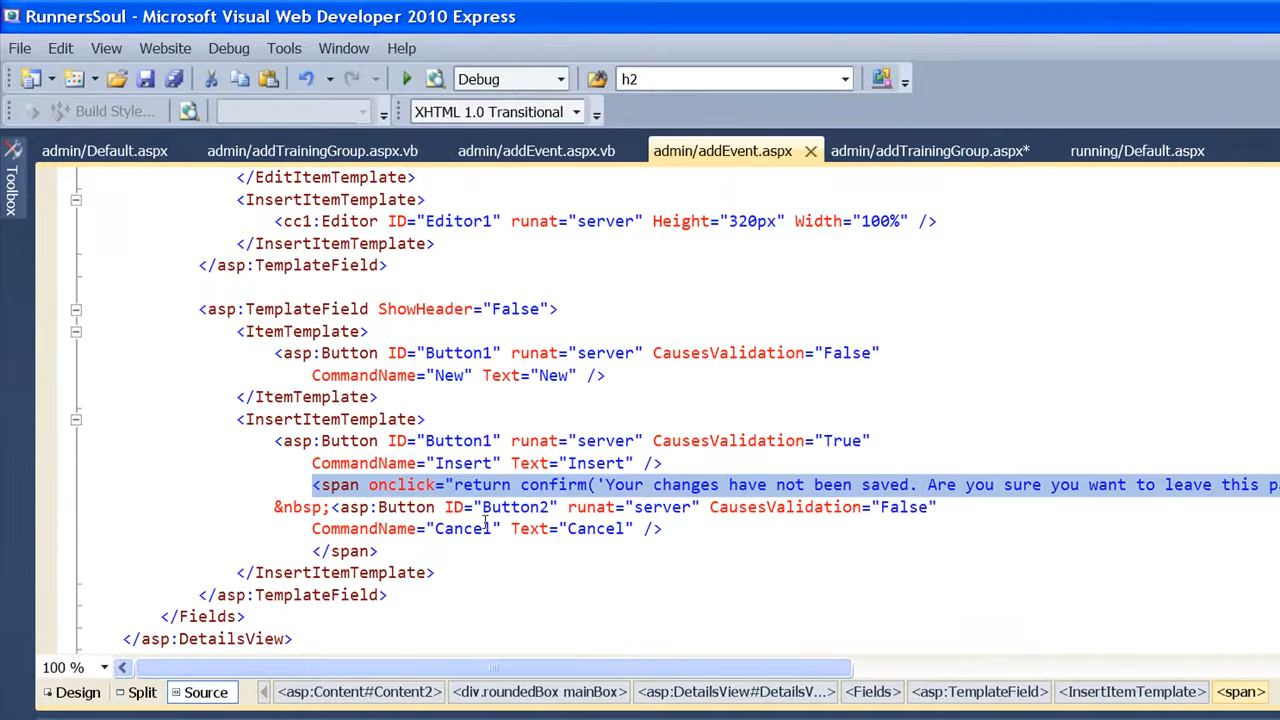 RunnersSoul - Microsoft Visual Web Developer 2010 Express
File Edit View Website Debug Tools Window Help
Debug h2
Build Style... XHTML 1.0 Transitional
admin/Default.aspx admin/addTrainingGroup.aspx.vb admin/addEvent.aspx.vb admin/addEvent.aspx admin/addTrainingGroup.aspx* running/Default.aspx
Toolbox
</EditItemTemplate>
<InsertItemTemplate>
<cc1:Editor ID="Editor1" runat="server" Height="320px" Width="100%" />
</InsertItemTemplate>
</asp:TemplateField>
<asp:TemplateField ShowHeader="False">
<ItemTemplate>
<asp:Button ID="Button1" runat="server" CausesValidation="False"
CommandName="New" Text="New" />
</ItemTemplate>
<InsertItemTemplate>
<asp:Button ID="Button1" runat="server" CausesValidation="True"
CommandName="Insert" Text="Insert" />
<span onclick="return confirm('Your changes have not been saved. Are you sure you want to leave this p
&nbsp;<asp:Button ID="Button2" runat="server" CausesValidation="False"
CommandName="Cancel" Text="Cancel" />
</span>
</InsertItemTemplate>
</asp:TemplateField>
</Fields>
</asp:DetailsView>
100 %
Design Split Source <asp:Content#Content2> <div.roundedBox mainBox> <asp:DetailsView#DetailsV...> <Fields> <asp:TemplateField> <InsertItemTemplate> <span>